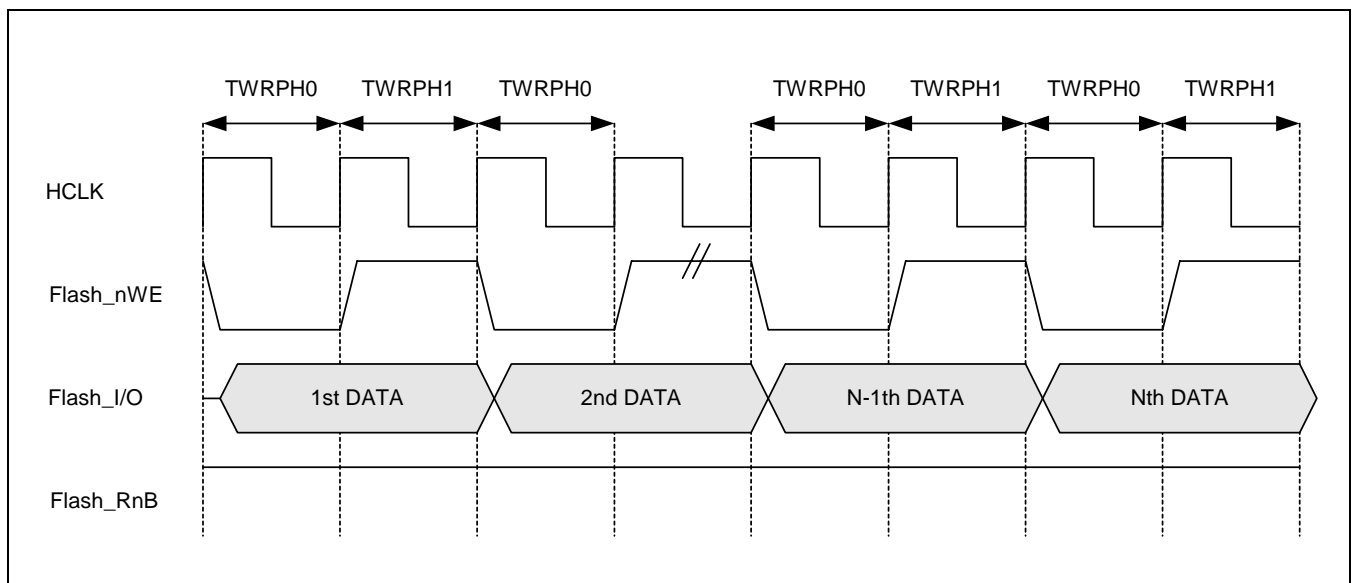 TWRPH0 TWRPH1 TWRPH0 TWRPH0 TWRPH1 TWRPH0 TWRPH1
HCLK
Flash_nWE
Flash_I/O 1st DATA 2nd DATA N-1th DATA Nth DATA
Flash_RnB